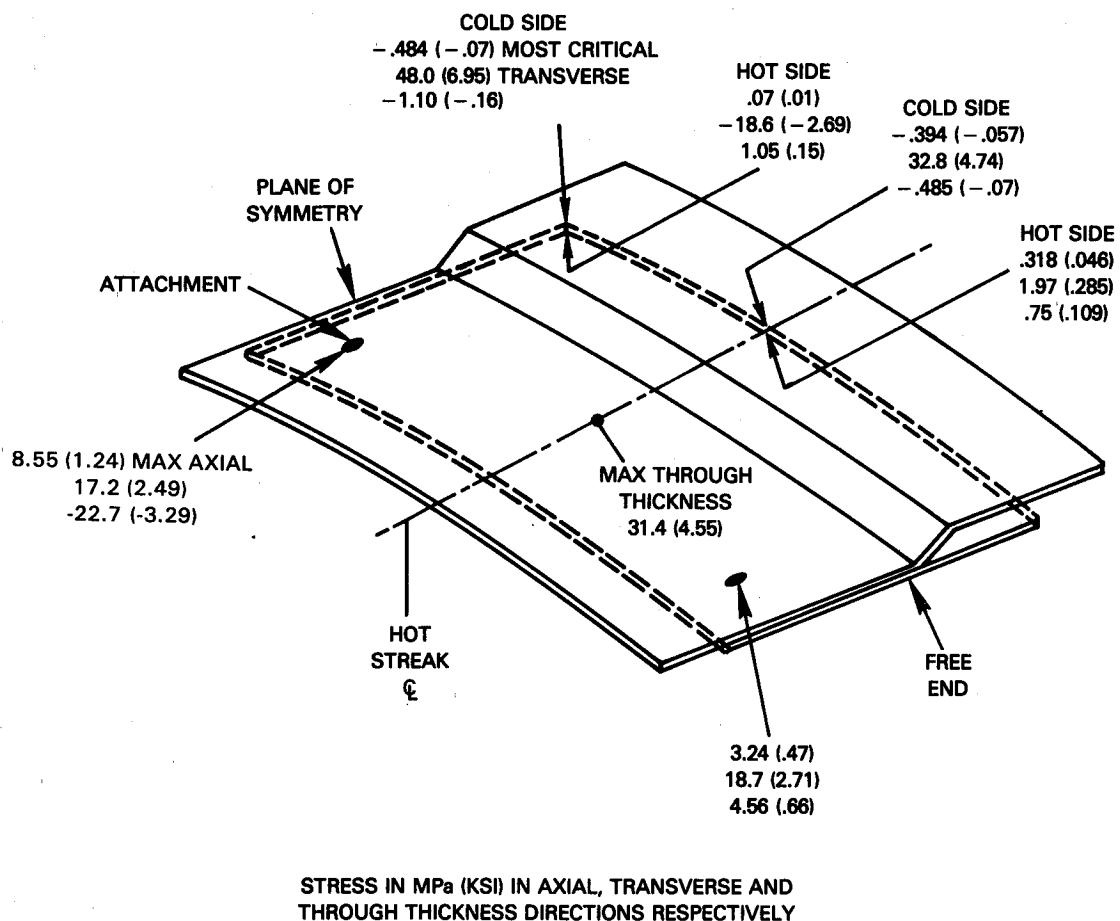 COLD SIDE
-.484 (-.07) MOST CRITICAL
48.0 (6.95) TRANSVERSE
-1.10 (-.16)
HOT SIDE
.07 (.01)
-18.6 (-2.69)
1.05 (.15)
COLD SIDE
-.394 (-.057)
32.8 (4.74)
-.485 (-.07)
HOT SIDE
.318 (.046)
1.97 (.285)
.75 (.109)
PLANE OF
SYMMETRY
ATTACHMENT
8.55 (1.24) MAX AXIAL
17.2 (2.49)
-22.7 (-3.29)
MAX THROUGH
THICKNESS
31.4 (4.55)
HOT
STREAK
℄
FREE
END
3.24 (.47)
18.7 (2.71)
4.56 (.66)
STRESS IN MPa (KSI) IN AXIAL, TRANSVERSE AND
THROUGH THICKNESS DIRECTIONS RESPECTIVELY